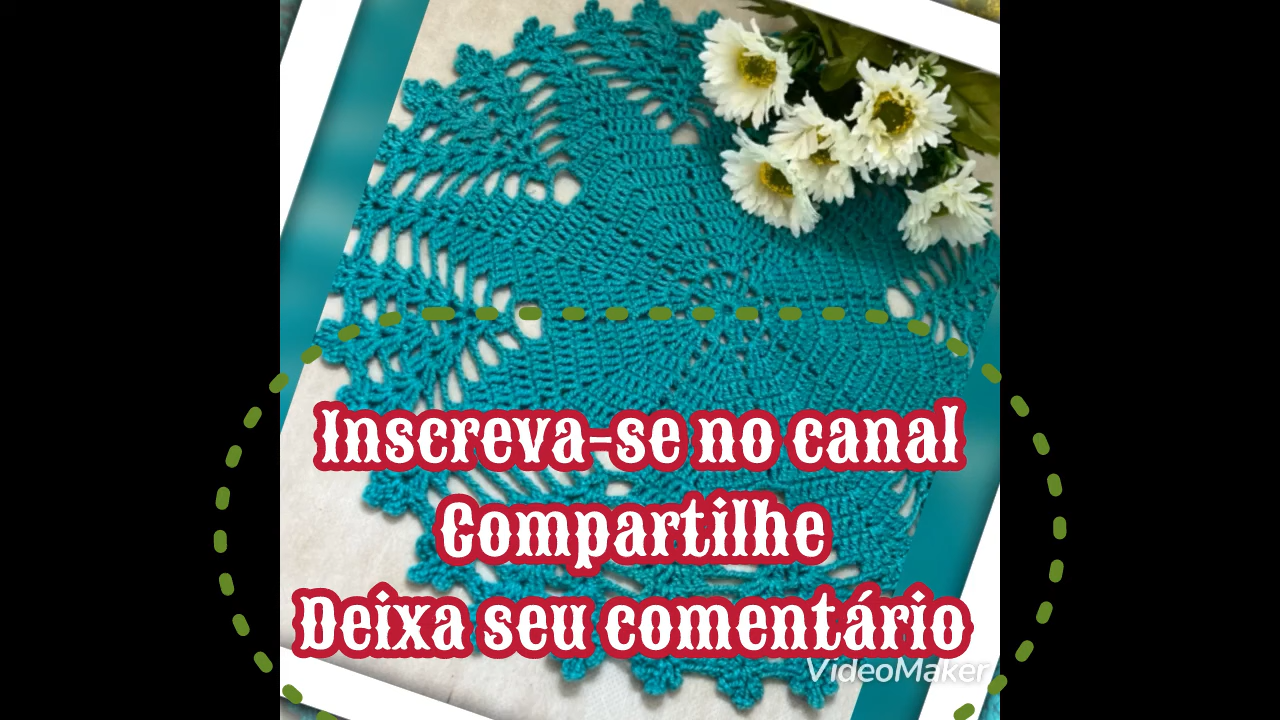 Inscreva-se no canal
Compartilhe
Deixa seu comentário
VideoMaker